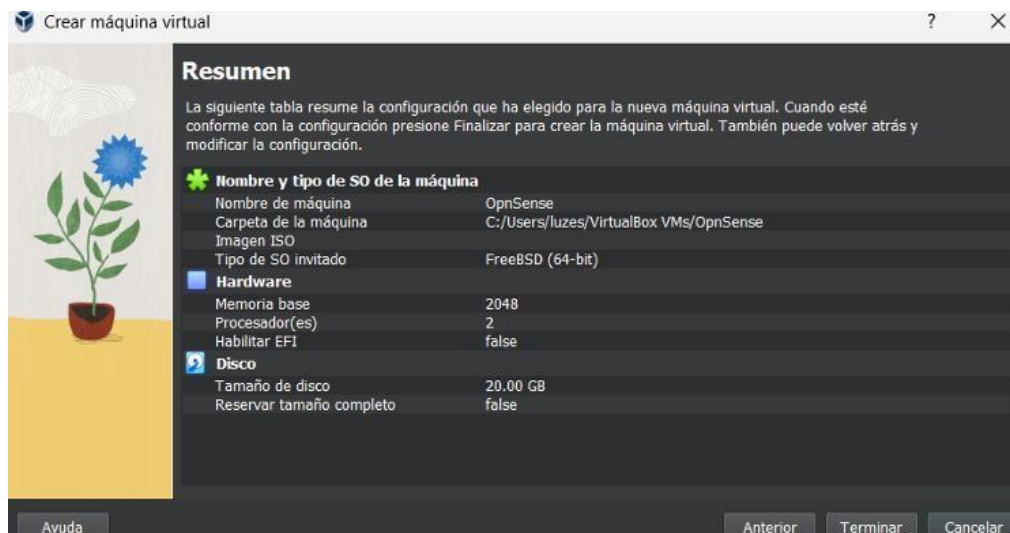 Crear máquina virtual ? X
Resumen
La siguiente tabla resume la configuración que ha elegido para la nueva máquina virtual. Cuando esté
conforme con la configuración presione Finalizar para crear la máquina virtual. También puede volver atrás y
modificar la configuración.
Nombre y tipo de SO de la máquina
Nombre de máquina OpnSense
Carpeta de la máquina C:/Users/luzes/VirtualBox VMs/OpnSense
Imagen ISO
Tipo de SO invitado FreeBSD (64-bit)
Hardware
Memoria base 2048
Procesador(es) 2
Habilitar EFI false
Disco
Tamaño de disco 20.00 GB
Reservar tamaño completo false
Ayuda Anterior Terminar Cancelar